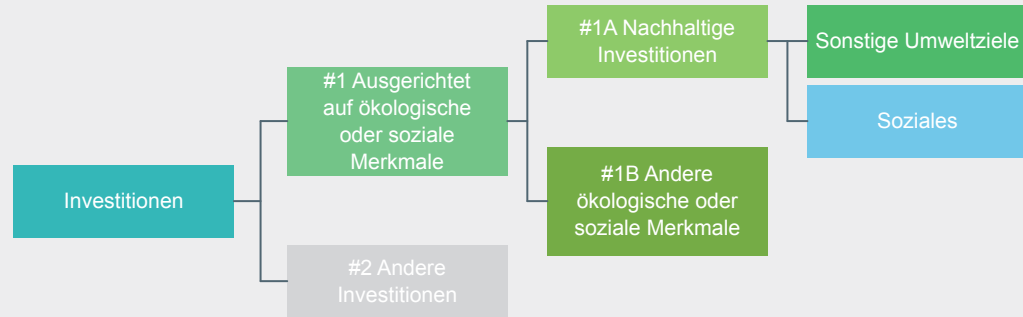 Investitionen
#1 Ausgerichtet
auf ökologische
oder soziale
Merkmale
#2 Andere
Investitionen
#1A Nachhaltige
Investitionen
#1B Andere
ökologische oder
soziale Merkmale
Sonstige Umweltziele
Soziales